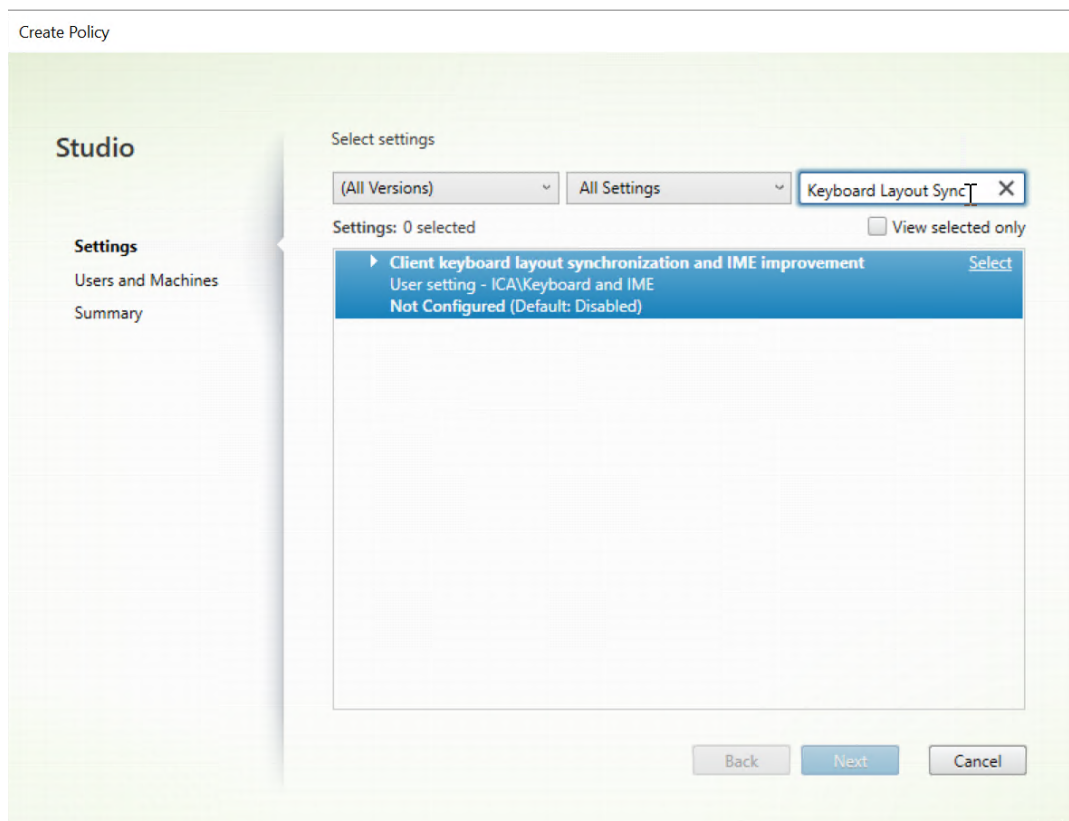 Create Policy
Studio
Settings
Users and Machines
Summary
Select settings
(All Versions)
All Settings
Keyboard Layout Sync
Settings: 0 selected
View selected only
Client keyboard layout synchronization and IME improvement
Select
User setting - ICA\Keyboard and IME
Not Configured (Default: Disabled)
Back
Next
Cancel